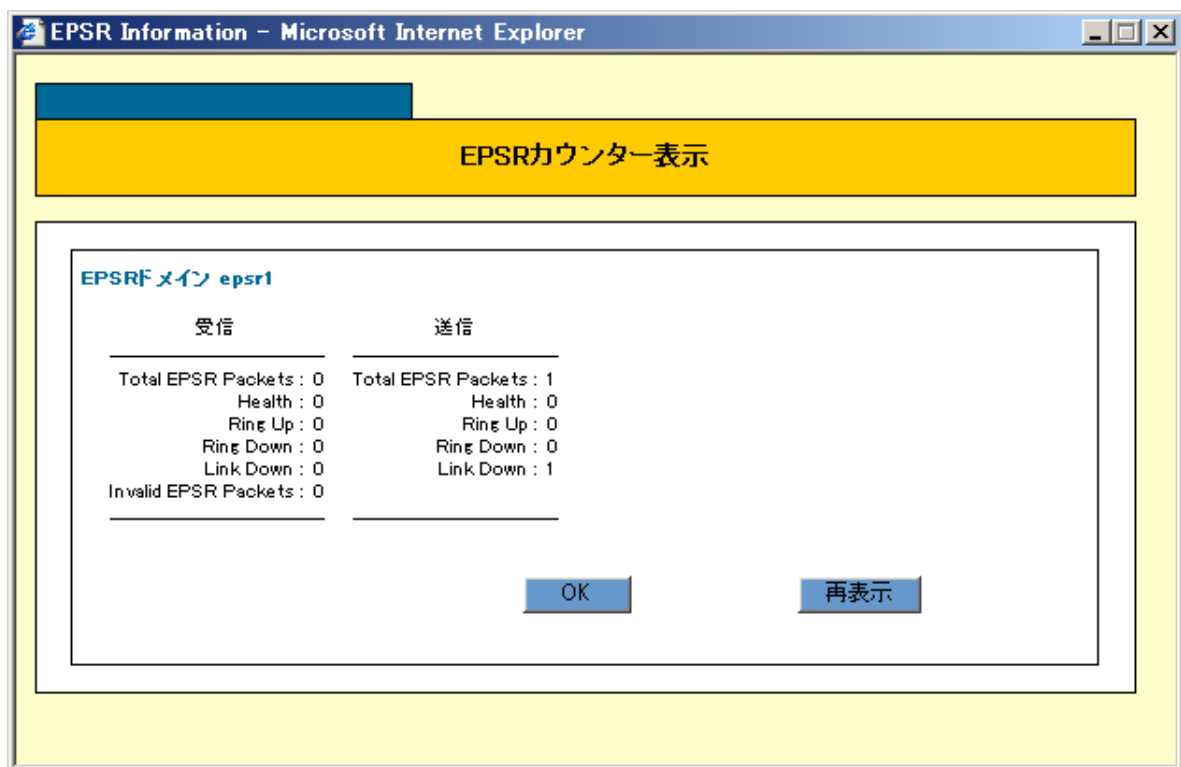 EPSR Information - Microsoft Internet Explorer
EPSRカウンター表示
EPSRドメイン epsr1
受信 送信
Total EPSR Packets : 0 Total EPSR Packets : 1
Health : 0 Health : 0
Ring Up : 0 Ring Up : 0
Ring Down : 0 Ring Down : 0
Link Down : 0 Link Down : 1
Invalid EPSR Packets : 0
OK 再表示